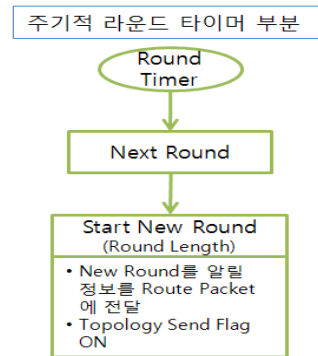 주기적 라운드 타이머 부분
Round
Timer
Next Round
Start New Round
(Round Length)
• New Round를 알릴
정보를 Route Packet
에 전달
• Topology Send Flag
ON